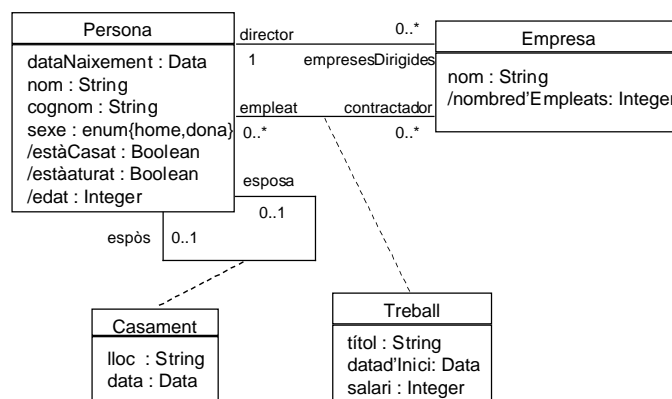 Persona
dataNaixement : Data
nom : String
cognom : String
sexe : enum{home,dona}
/estàCasat : Boolean
/estàaturat : Boolean
/edat : Integer
director
0..*
1
empresesDirigides
empleat
contractador
0..*
0..*
Empresa
nom : String
/nombred'Empleats: Integer
esposa
0..1
espòs
0..1
Casament
lloc : String
data : Data
Treball
títol : String
datad'Inici: Data
salari : Integer